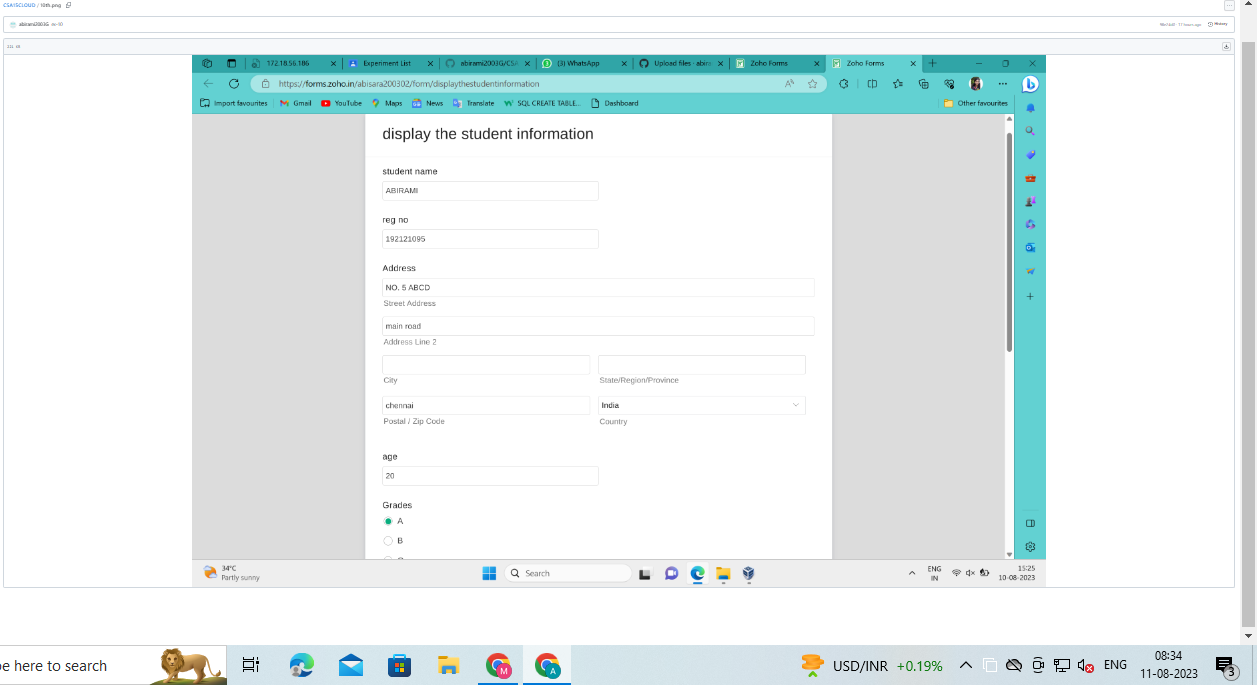 CSA15CLOUD / 10th.png
abirami2003G
History
172.18.56.186
Experiment List
abirami2003G/CSA
(3) WhatsApp
Upload files · abira
Zoho Forms
Zoho Forms
https://forms.zoho.in/abisara200302/form/displaythestudentinformation
Import favourites
Gmail
YouTube
Maps
News
Translate
SQL CREATE TABLE...
Dashboard
Other favourites
display the student information
student name
ABIRAMI
reg no
192121095
Address
NO. 5 ABCD
Street Address
main road
Address Line 2
City
State/Region/Province
chennai
India
Postal / Zip Code
Country
age
20
Grades
A
B
34°C
Partly sunny
Search
ENG
IN
15:25
10-08-2023
e here to search
USD/INR +0.19%
ENG
08:34
11-08-2023
3